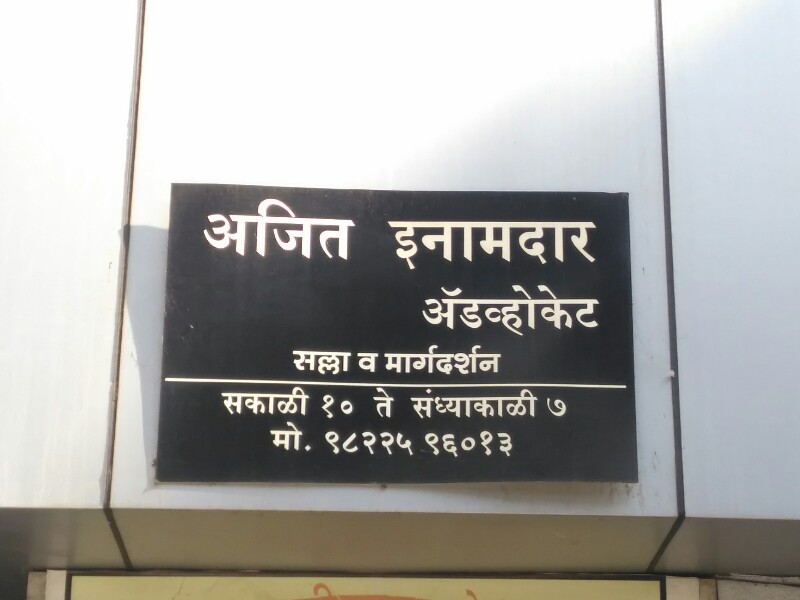 अजित इनामदार
ॲडव्होकेट
सल्ला व मार्गदर्शन
सकाळी १० ते संध्याकाळी ७
मो. ९८२२५ ९६०१३